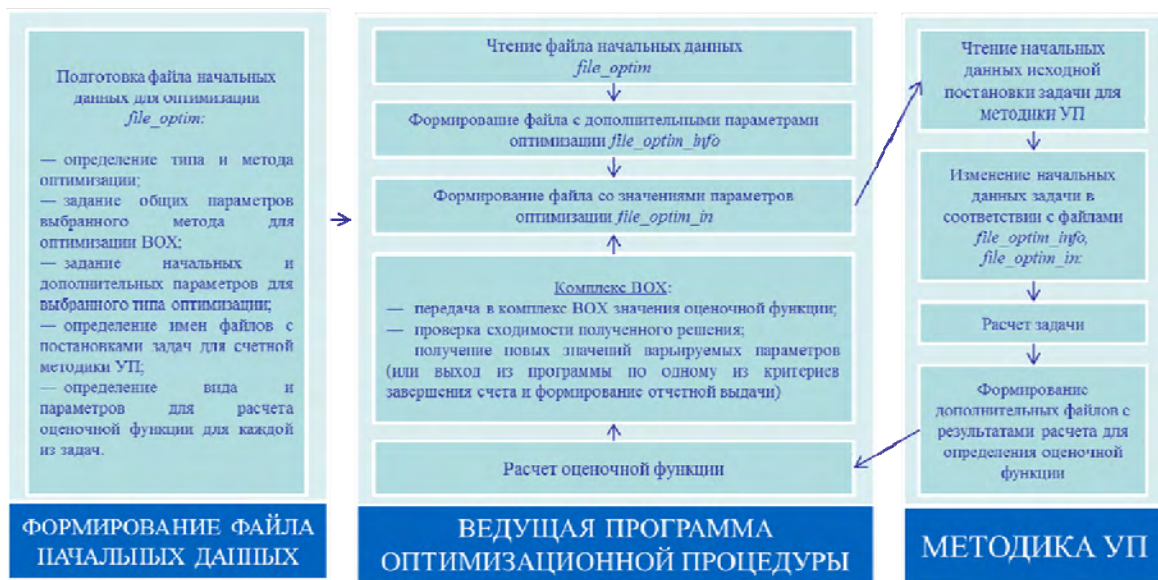 Подготовка файла начальных
данных для оптимизации
file_optim:
— определение типа и метода
оптимизации;
— задание общих параметров
выбранного метода для
оптимизации BOX;
— задание начальных и
дополнительных параметров для
выбранного типа оптимизации;
— определение имен файлов с
постановками задач для счетной
методики УП;
— определение вида и
параметров для расчета
оценочной функции для каждой
из задач.
ФОРМИРОВАНИЕ ФАЙЛА
НАЧАЛЬНЫХ ДАННЫХ
Чтение файла начальных данных
file_optim
Формирование файла с дополнительными параметрами
оптимизации file_optim_info
Формирование файла со значениями параметров
оптимизации file_optim_in
Комплекс BOX:
— передача в комплекс BOX значения оценочной функции;
— проверка сходимости полученного решения;
получение новых значений варьируемых параметров
(или выход из программы по одному из критериев
завершения счета и формирование отчетной выдачи)
Расчет оценочной функции
ВЕДУЩАЯ ПРОГРАММА
ОПТИМИЗАЦИОННОЙ ПРОЦЕДУРЫ
Чтение начальных
данных исходной
постановки задачи для
методики УП
Изменение начальных
данных задачи в
соответствии с файлами
file_optim_info,
file_optim_in:
Расчет задачи
Формирование
дополнительных файлов с
результатами расчета для
определения оценочной
функции
МЕТОДИКА УП